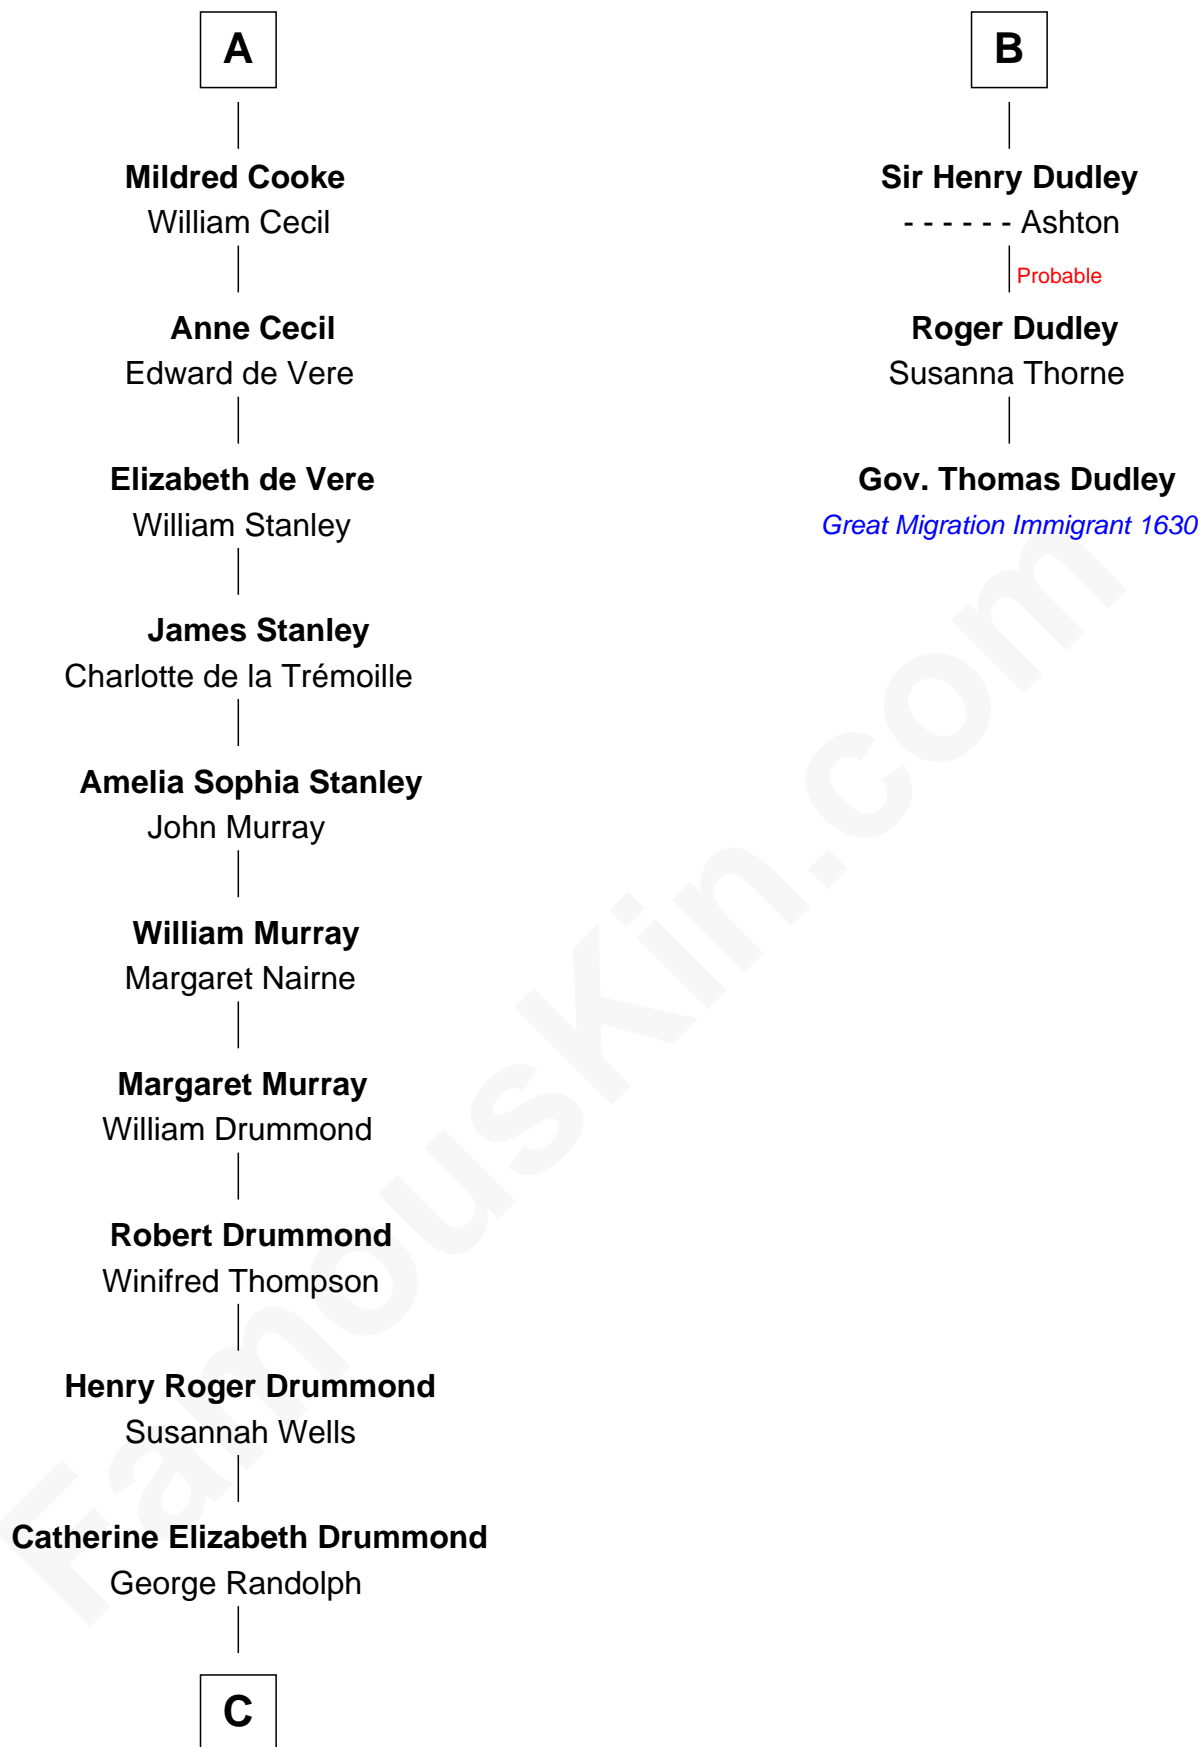 A
Mildred Cooke
William Cecil
Anne Cecil
Edward de Vere
Elizabeth de Vere
William Stanley
James Stanley
Charlotte de la Trémoille
Amelia Sophia Stanley
John Murray
William Murray
Margaret Nairne
Margaret Murray
William Drummond
Robert Drummond
Winifred Thompson
Henry Roger Drummond
Susannah Wells
Catherine Elizabeth Drummond
George Randolph
C
B
Sir Henry Dudley
- - - - - - Ashton
Probable
Roger Dudley
Susanna Thorne
Gov. Thomas Dudley
Great Migration Immigrant 1630
FamousKin.com